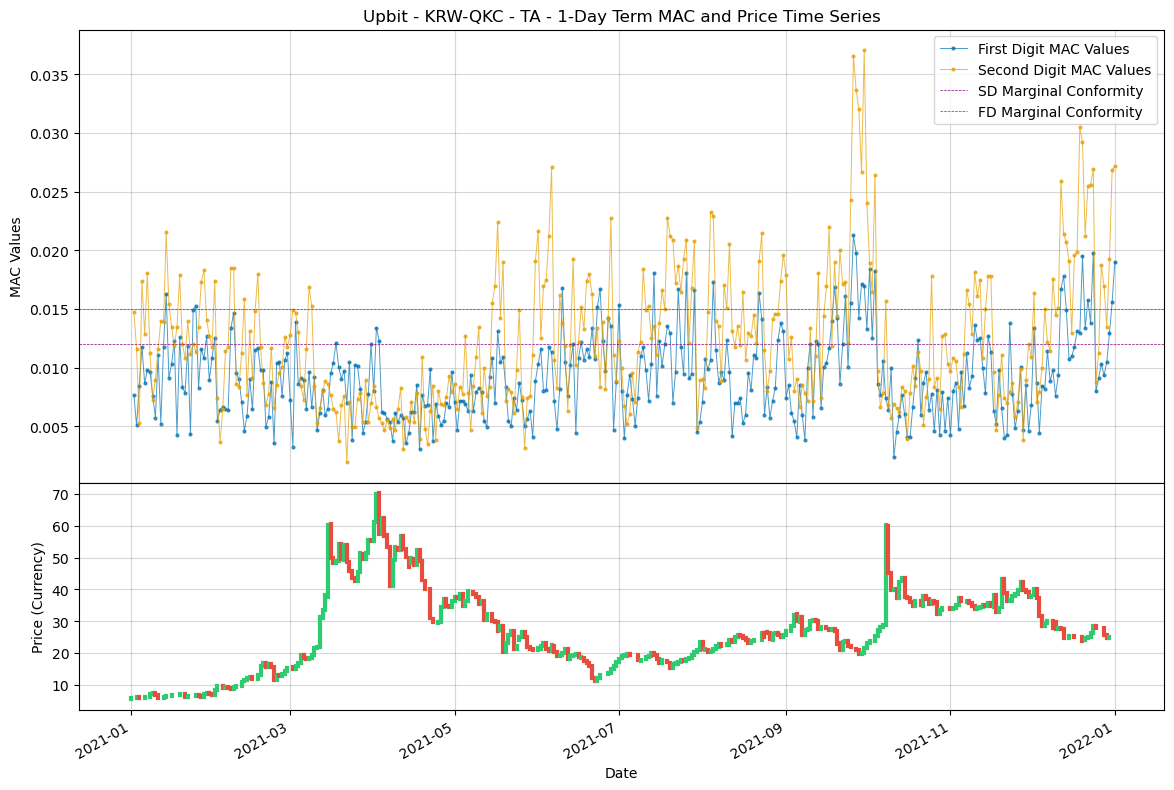 Upbit - KRW-QKC - TA - 1-Day Term MAC and Price Time Series
First Digit MAC Values
Second Digit MAC Values
SD Marginal Conformity
FD Marginal Conformity
MAC Values
0.035
0.030
0.025
0.020
0.015
0.010
0.005
Price (Currency)
70
60
50
40
30
20
10
2021-01
2021-03
2021-05
2021-07
2021-09
2021-11
2022-01
Date